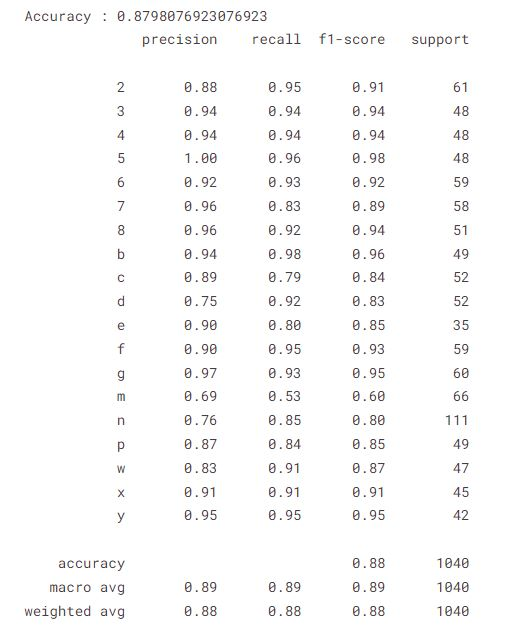 Accuracy : 0.8798076923076923
precision recall f1-score support
2 0.88 0.95 0.91 61
3 0.94 0.94 0.94 48
4 0.94 0.94 0.94 48
5 1.00 0.96 0.98 48
6 0.92 0.93 0.92 59
7 0.96 0.83 0.89 58
8 0.96 0.92 0.94 51
b 0.94 0.98 0.96 49
c 0.89 0.79 0.84 52
d 0.75 0.92 0.83 52
e 0.90 0.80 0.85 35
f 0.90 0.95 0.93 59
g 0.97 0.93 0.95 60
m 0.69 0.53 0.60 66
n 0.76 0.85 0.80 111
p 0.87 0.84 0.85 49
w 0.83 0.91 0.87 47
x 0.91 0.91 0.91 45
y 0.95 0.95 0.95 42
accuracy 0.88 1040
macro avg 0.89 0.89 0.89 1040
weighted avg 0.88 0.88 0.88 1040